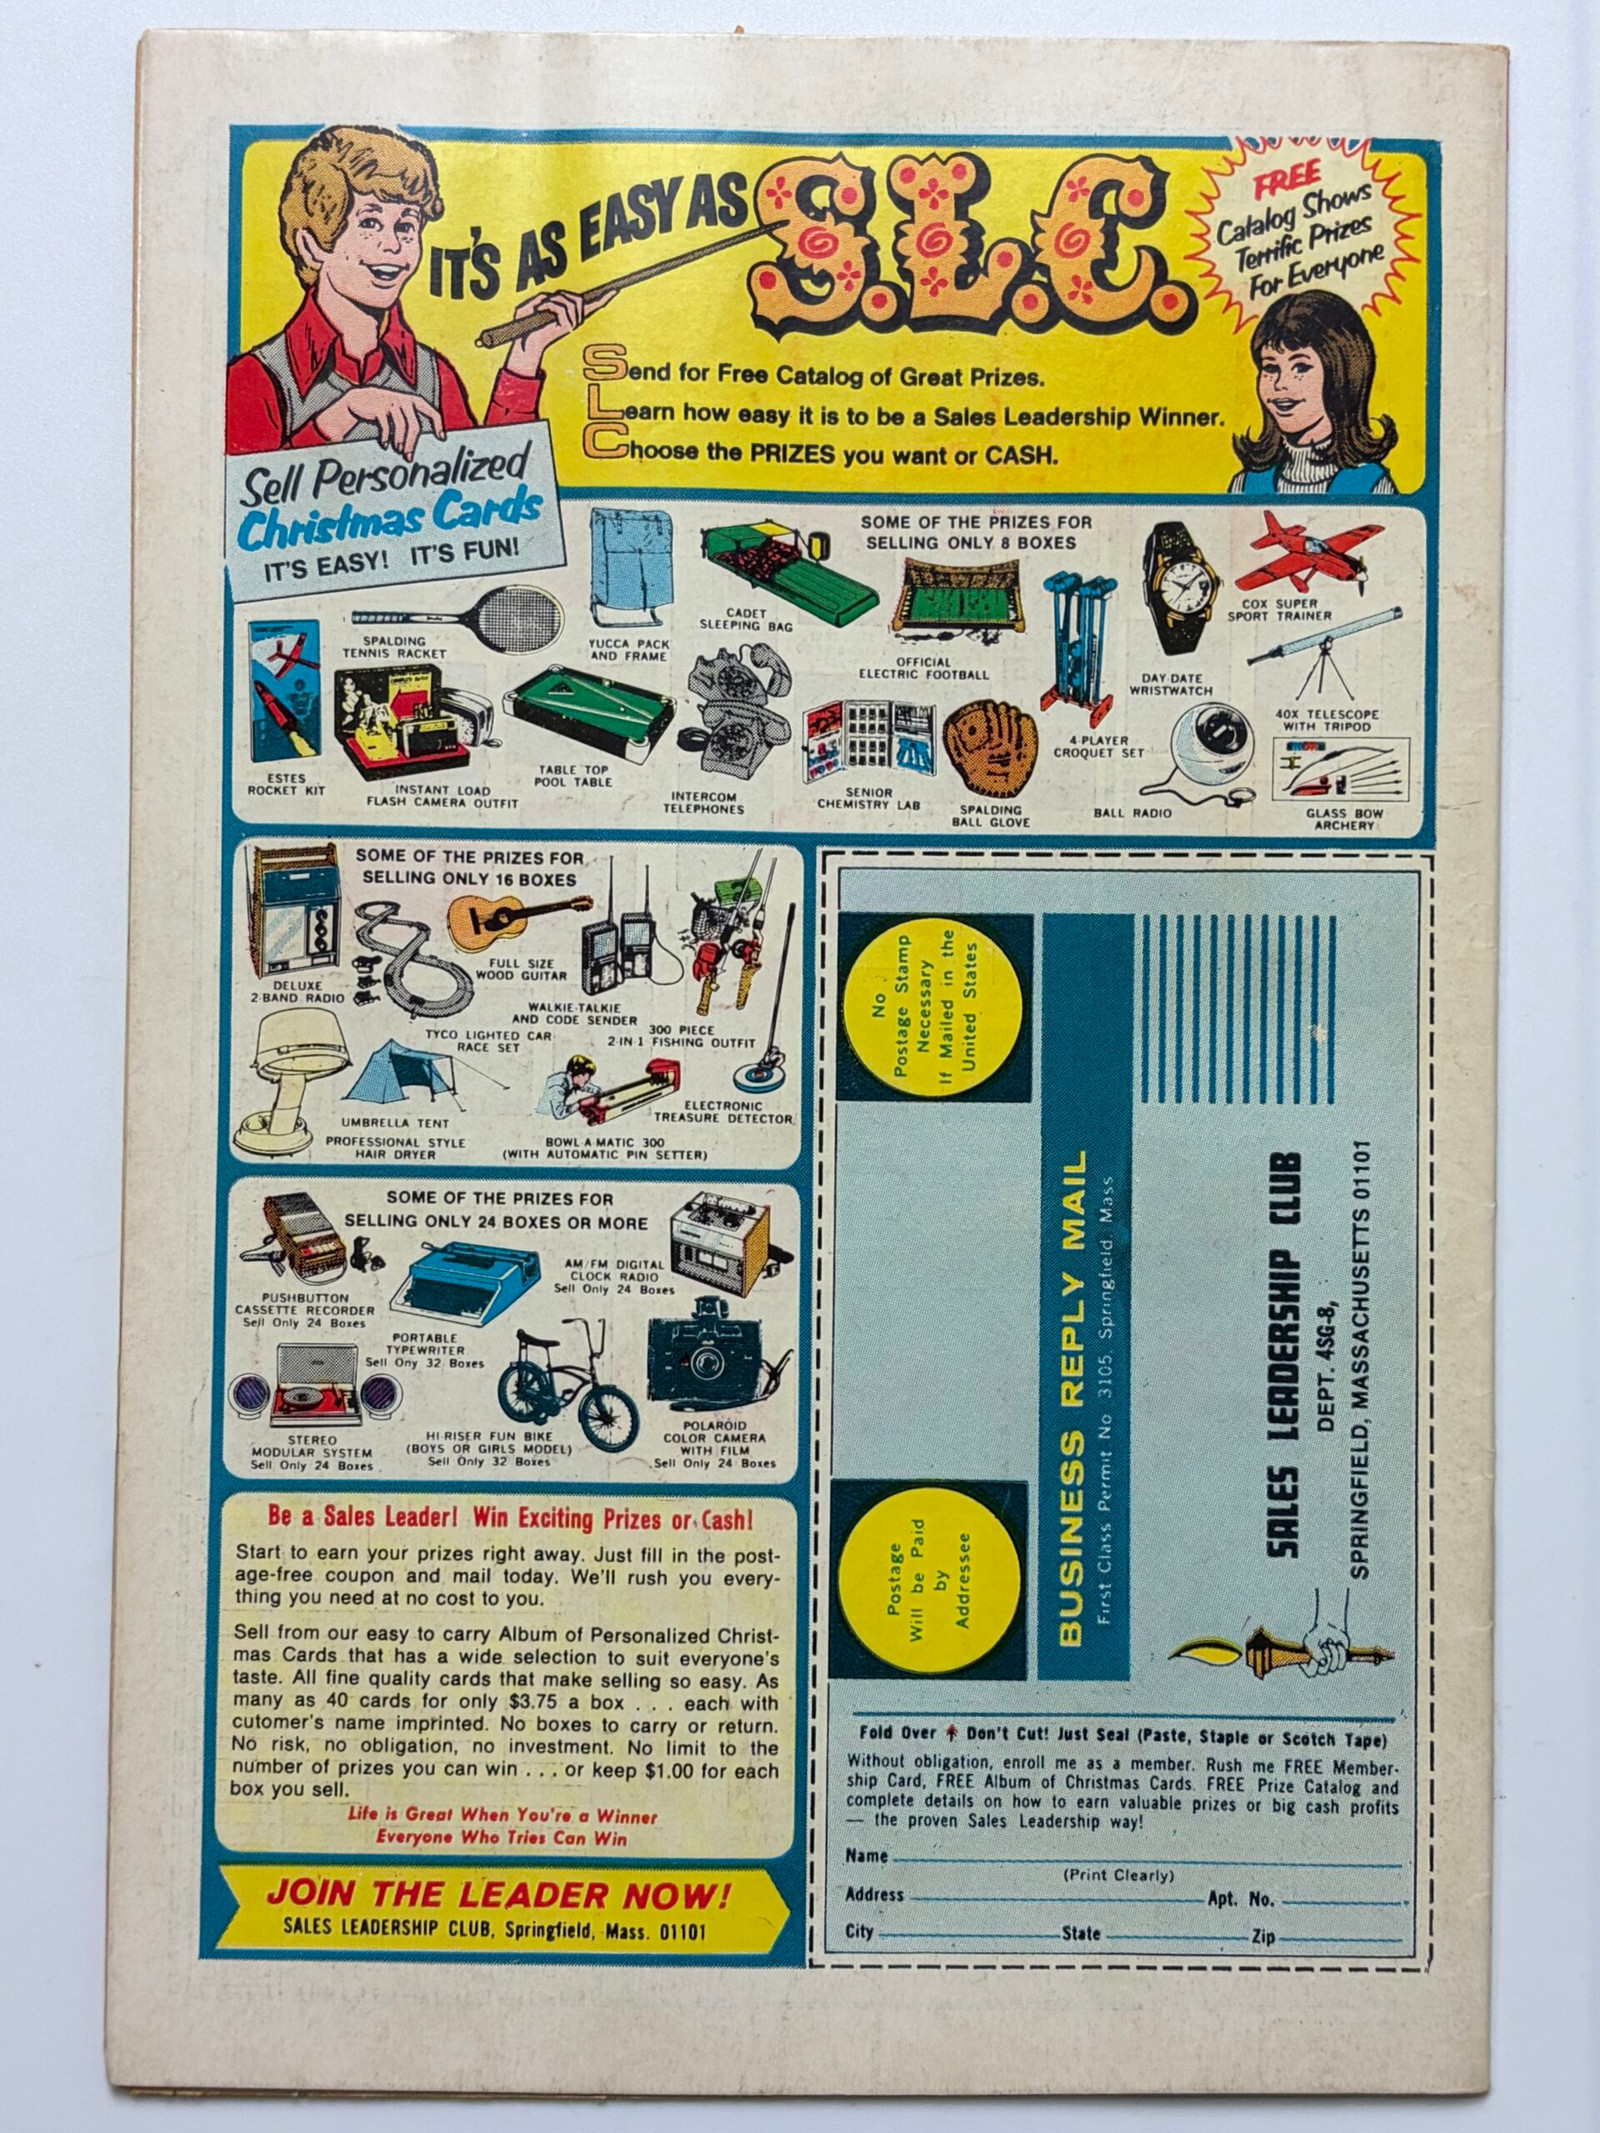 IT'S AS EASY AS S.L.C.
FREE
Catalog Shows
Terrific Prizes
For Everyone
Send for Free Catalog of Great Prizes.
Learn how easy it is to be a Sales Leadership Winner.
Choose the PRIZES you want or CASH.
Sell Personalized
Christmas Cards
IT'S EASY! IT'S FUN!
SOME OF THE PRIZES FOR
SELLING ONLY 8 BOXES
SPALDING
TENNIS RACKET
YUCCA PACK
AND FRAME
CADET
SLEEPING BAG
OFFICIAL
ELECTRIC FOOTBALL
DAY-DATE
WRISTWATCH
COX SUPER
SPORT TRAINER
40X TELESCOPE
WITH TRIPOD
ESTES
ROCKET KIT
INSTANT LOAD
FLASH CAMERA OUTFIT
TABLE TOP
POOL TABLE
INTERCOM
TELEPHONES
SENIOR
CHEMISTRY LAB
SPALDING
BALL GLOVE
4-PLAYER
CROQUET SET
BALL RADIO
GLASS BOW
ARCHERY
SOME OF THE PRIZES FOR
SELLING ONLY 16 BOXES
DELUXE
2-BAND RADIO
FULL SIZE
WOOD GUITAR
WALKIE-TALKIE
AND CODE SENDER
TYCO LIGHTED CAR
RACE SET
300 PIECE
2-IN-1 FISHING OUTFIT
UMBRELLA TENT
PROFESSIONAL STYLE
HAIR DRYER
BOWL-A-MATIC 300
(WITH AUTOMATIC PIN SETTER)
ELECTRONIC
TREASURE DETECTOR
SOME OF THE PRIZES FOR
SELLING ONLY 24 BOXES OR MORE
PUSHBUTTON
CASSETTE RECORDER
Sell Only 24 Boxes
PORTABLE
TYPEWRITER
Sell Ony 32 Boxes
AM/FM DIGITAL
CLOCK RADIO
Sell Only 24 Boxes
STEREO
MODULAR SYSTEM
Sell Only 24 Boxes
HI-RISER FUN BIKE
(BOYS OR GIRLS MODEL)
Sell Only 32 Boxes
POLAROID
COLOR CAMERA
WITH FILM
Sell Only 24 Boxes
Be a Sales Leader! Win Exciting Prizes or Cash!
Start to earn your prizes right away. Just fill in the post-
age-free coupon and mail today. We'll rush you every-
thing you need at no cost to you.
Sell from our easy to carry Album of Personalized Christ-
mas Cards that has a wide selection to suit everyone's
taste. All fine quality cards that make selling so easy. As
many as 40 cards for only $3.75 a box . . . each with
cutomer's name imprinted. No boxes to carry or return.
No risk, no obligation, no investment. No limit to the
number of prizes you can win . . . or keep $1.00 for each
box you sell.
Life is Great When You're a Winner
Everyone Who Tries Can Win
JOIN THE LEADER NOW!
SALES LEADERSHIP CLUB, Springfield, Mass. 01101
No
Postage Stamp
Necessary
If Mailed in the
United States
Postage
Will be Paid
by
Addressee
BUSINESS REPLY MAIL
First Class Permit No 3105, Springfield, Mass
SALES LEADERSHIP CLUB
DEPT. 4SG-8,
SPRINGFIELD, MASSACHUSETTS 01101
Fold Over Don't Cut! Just Seal (Paste, Staple or Scotch Tape)
Without obligation, enroll me as a member. Rush me FREE Member-
ship Card, FREE Album of Christmas Cards. FREE Prize Catalog and
complete details on how to earn valuable prizes or big cash profits
— the proven Sales Leadership way!
Name
(Print Clearly)
Address Apt. No.
City State Zip